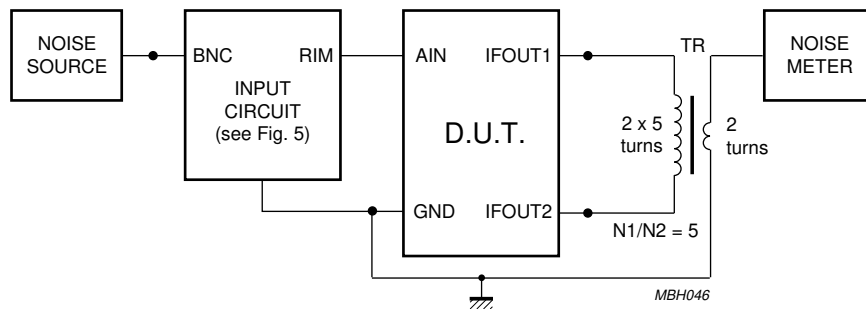 NOISE
SOURCE
BNC
RIM
INPUT
CIRCUIT
(see Fig. 5)
AIN
IFOUT1
D.U.T.
GND
IFOUT2
TR
2 x 5
turns
2
turns
N1/N2 = 5
NOISE
METER
MBH046